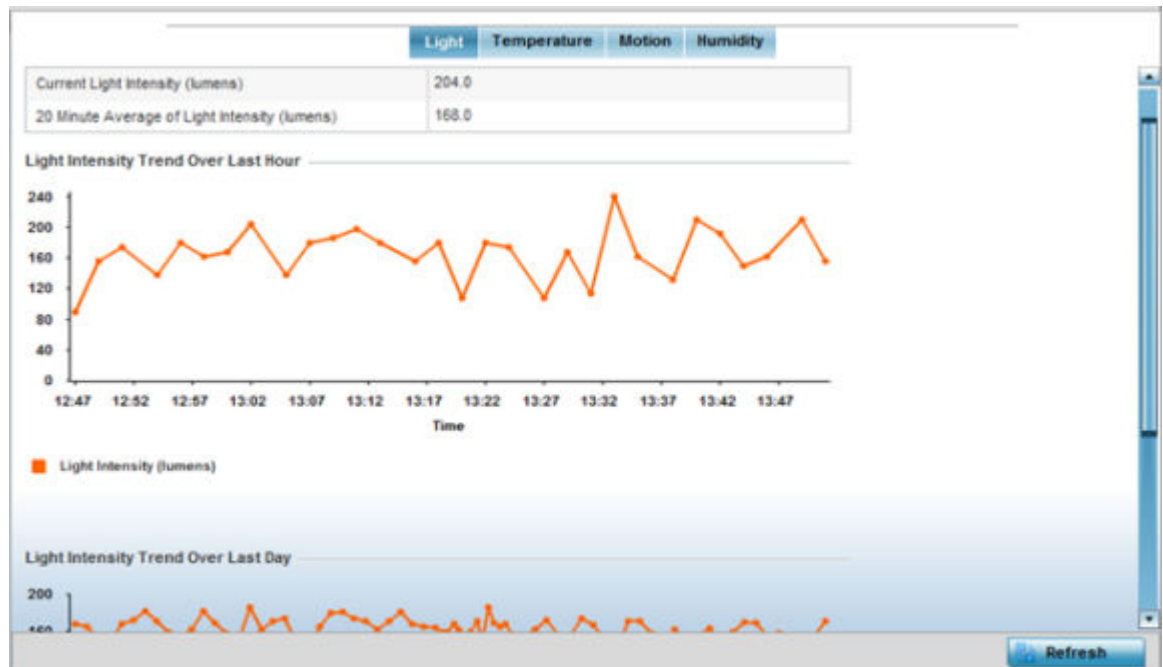 Light Temperature Motion Humidity
Current Light Intensity (lumens) 204.0
20 Minute Average of Light Intensity (lumens) 168.0
Light Intensity Trend Over Last Hour
240
200
160
120
80
40
0
12:47 12:52 12:57 13:02 13:07 13:12 13:17 13:22 13:27 13:32 13:37 13:42 13:47
Time
Light Intensity (lumens)
Light Intensity Trend Over Last Day
200
160
Refresh